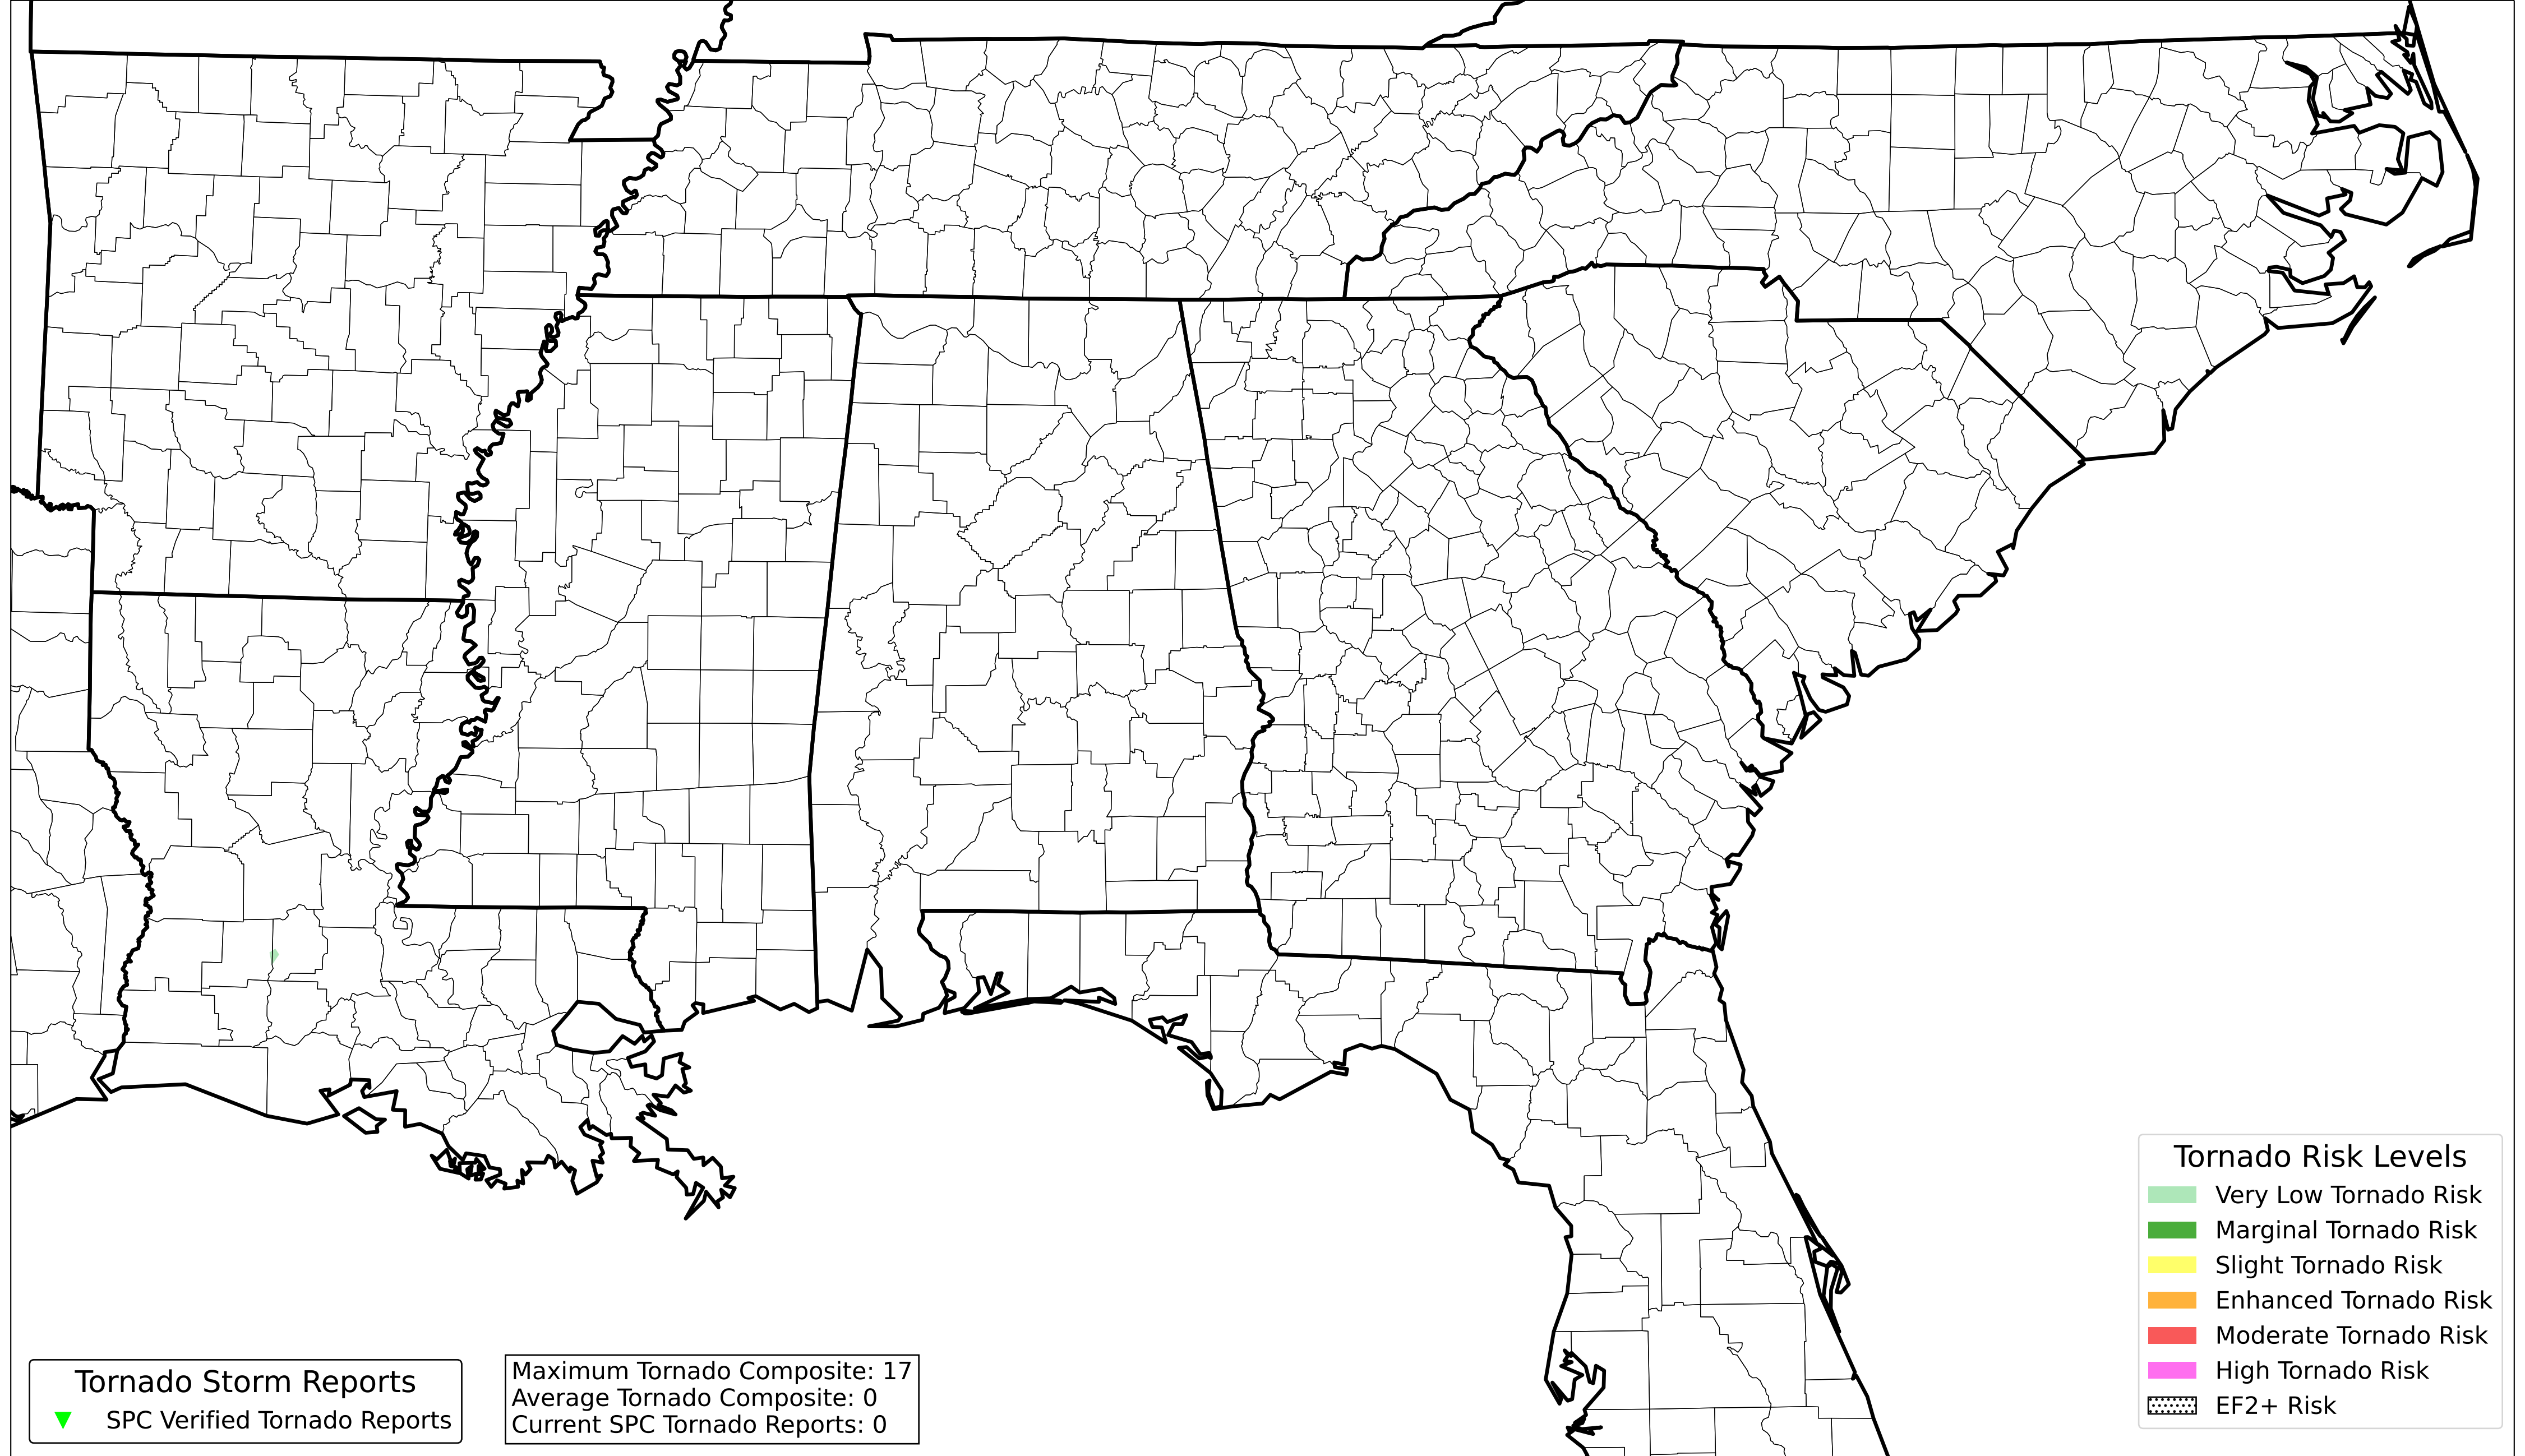 Tornado Risk Levels
Very Low Tornado Risk
Marginal Tornado Risk
Slight Tornado Risk
Enhanced Tornado Risk
Moderate Tornado Risk
High Tornado Risk
EF2+ Risk
Tornado Storm Reports
SPC Verified Tornado Reports
Maximum Tornado Composite: 17
Average Tornado Composite: 0
Current SPC Tornado Reports: 0